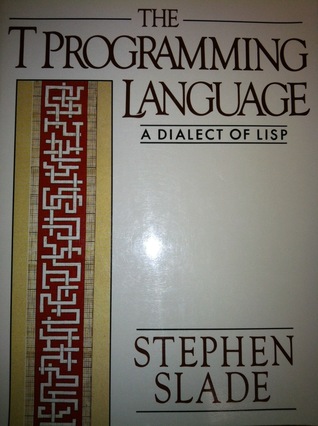 THE
T PROGRAMMING
LANGUAGE
A DIALECT OF LISP
STEPHEN
SLADE